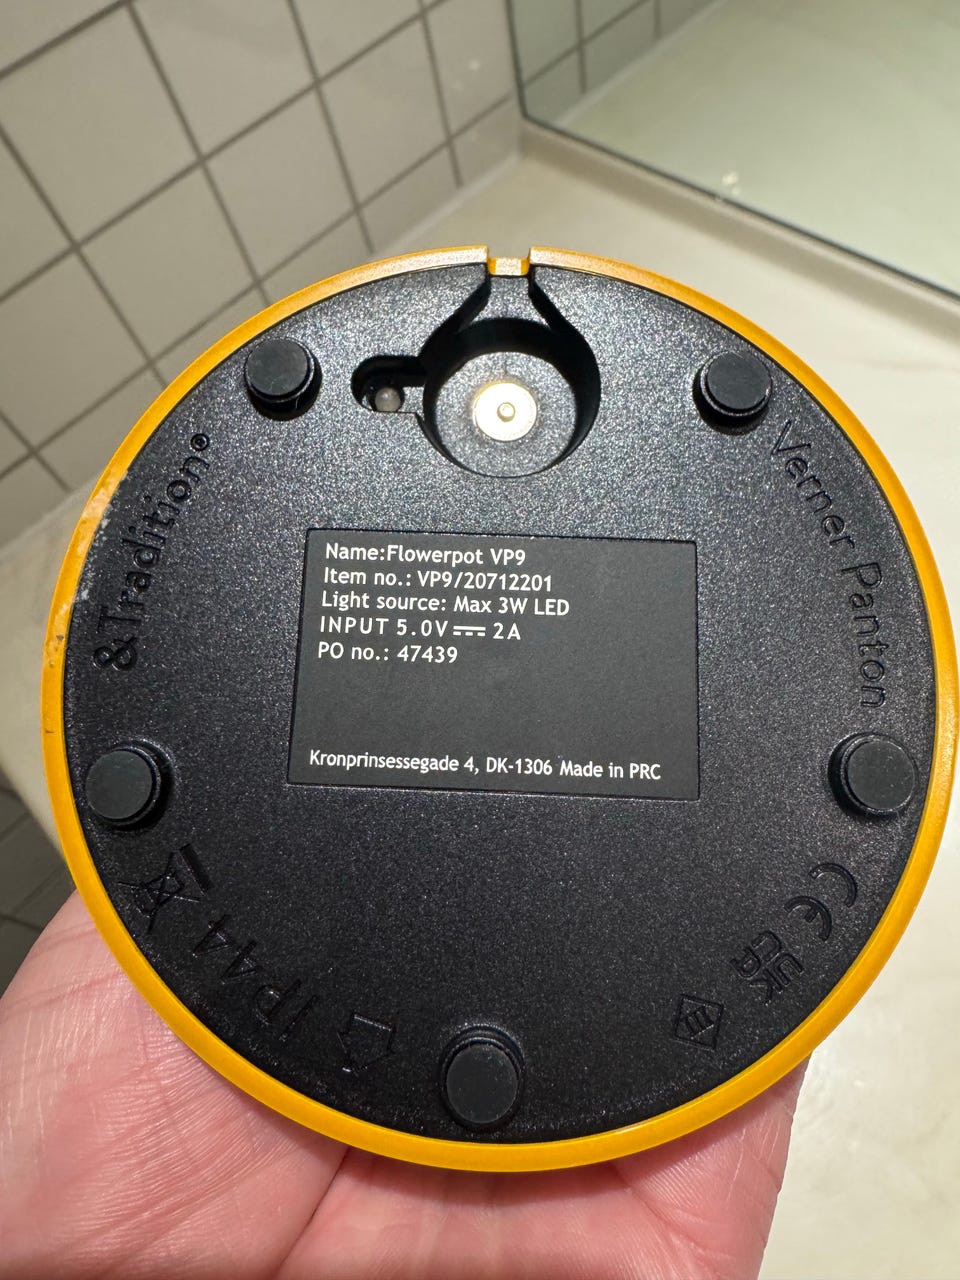 &Tradition®
Verner Panton
Name:Flowerpot VP9
Item no.: VP9/20712201
Light source: Max 3W LED
INPUT 5.0V⎓2A
PO no.: 47439
Kronprinsessegade 4, DK-1306 Made in PRC
IP44
CE
UK
CA
III